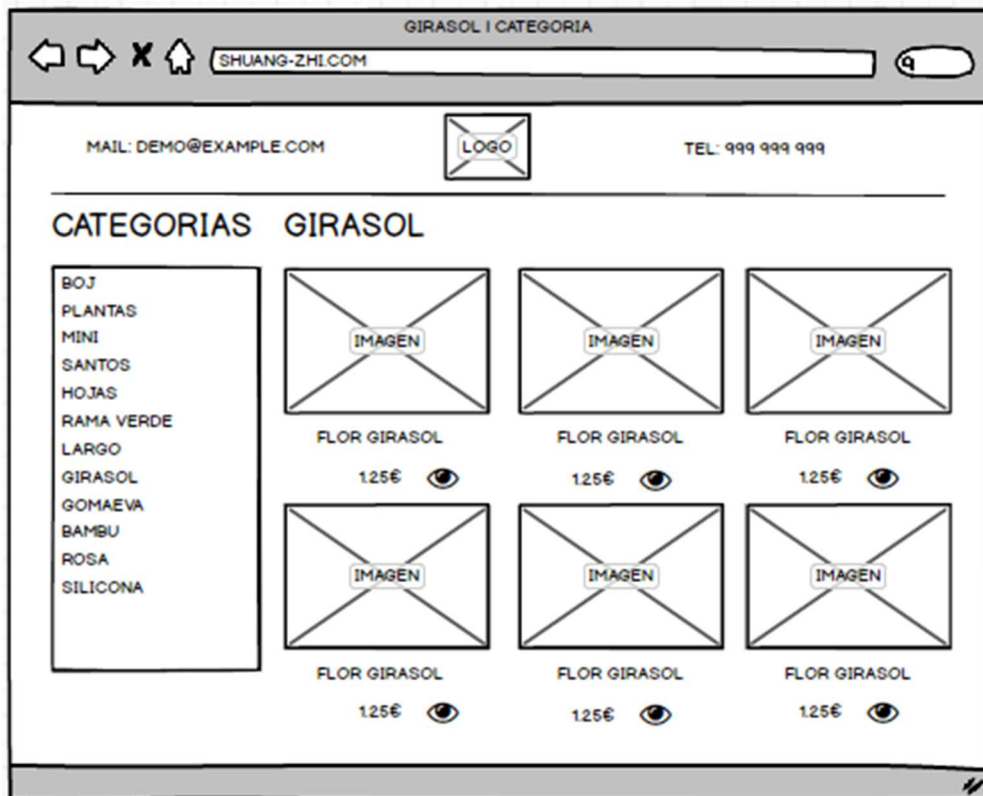 GIRASOL | CATEGORIA
SHUANG-ZHI.COM
MAIL: DEMO@EXAMPLE.COM
LOGO
TEL: 999 999 999
CATEGORIAS
BOJ
PLANTAS
MINI
SANTOS
HOJAS
RAMA VERDE
LARGO
GIRASOL
GOMAEVA
BAMBU
ROSA
SILICONA
GIRASOL
IMAGEN IMAGEN IMAGEN
FLOR GIRASOL FLOR GIRASOL FLOR GIRASOL
1.25€ 1.25€ 1.25€
IMAGEN IMAGEN IMAGEN
FLOR GIRASOL FLOR GIRASOL FLOR GIRASOL
1.25€ 1.25€ 1.25€